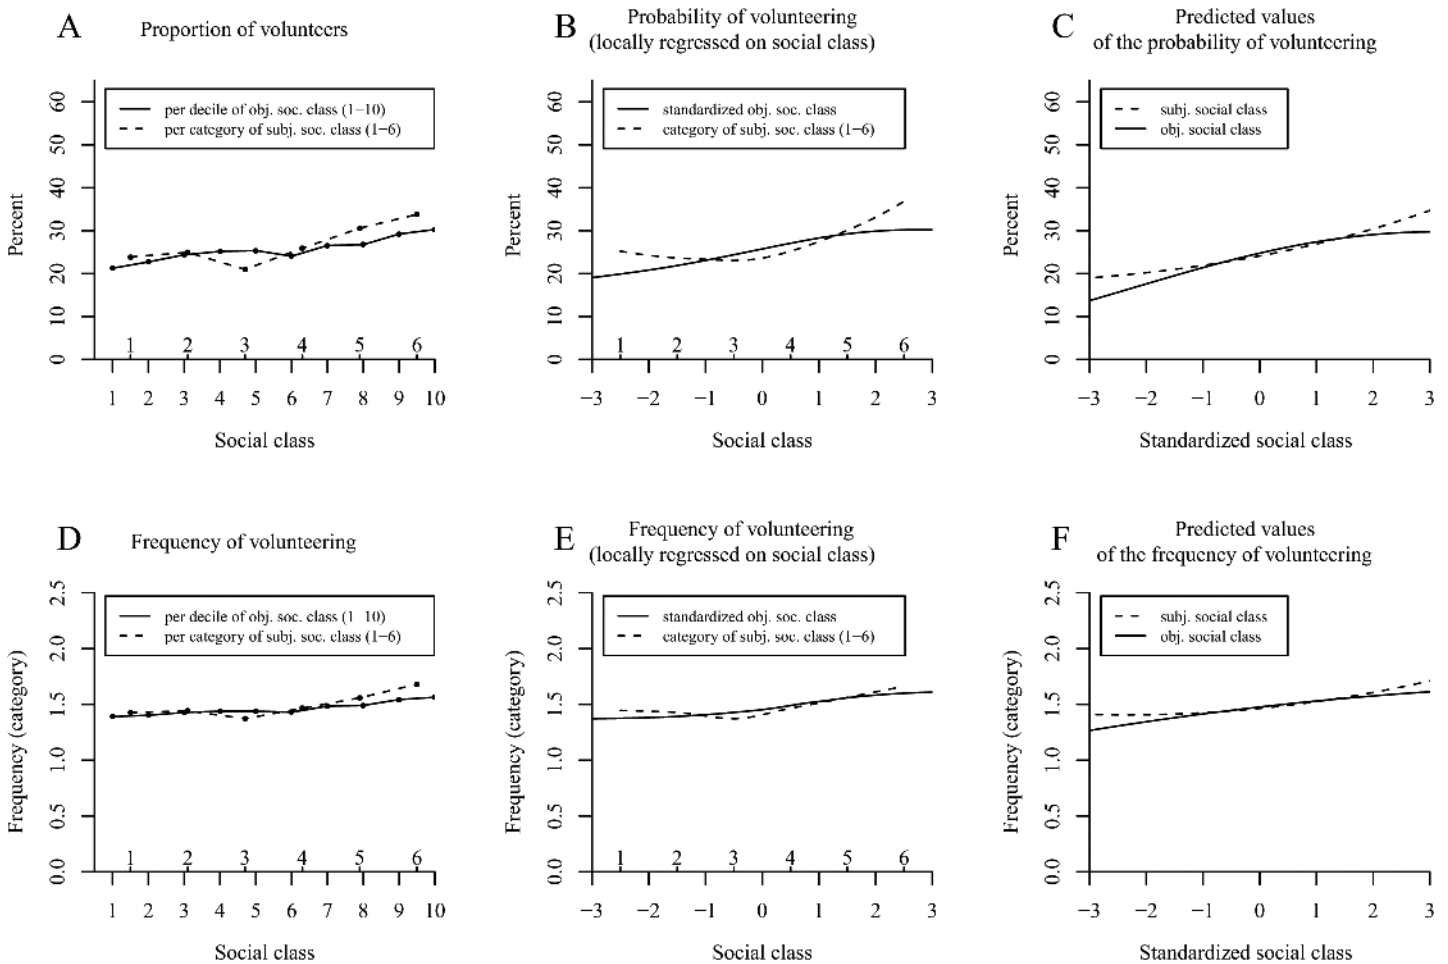 A
Proportion of volunteers
per decile of obj. soc. class (1−10)
per category of subj. soc. class (1−6)
Percent
0 10 20 30 40 50 60
1 2 3 4 5 6
1 2 3 4 5 6 7 8 9 10
Social class
B
Probability of volunteering
(locally regressed on social class)
standardized obj. soc. class
category of subj. soc. class (1−6)
Percent
0 10 20 30 40 50 60
1 2 3 4 5 6
−3 −2 −1 0 1 2 3
Social class
C
Predicted values
of the probability of volunteering
subj. social class
obj. social class
Percent
0 10 20 30 40 50 60
−3 −2 −1 0 1 2 3
Standardized social class
D
Frequency of volunteering
per decile of obj. soc. class (1−10)
per category of subj. soc. class (1−6)
Frequency (category)
0.0 0.5 1.0 1.5 2.0 2.5
1 2 3 4 5 6
1 2 3 4 5 6 7 8 9 10
Social class
E
Frequency of volunteering
(locally regressed on social class)
standardized obj. soc. class
category of subj. soc. class (1−6)
Frequency (category)
0.0 0.5 1.0 1.5 2.0 2.5
1 2 3 4 5 6
−3 −2 −1 0 1 2 3
Social class
F
Predicted values
of the frequency of volunteering
subj. social class
obj. social class
Frequency (category)
0.0 0.5 1.0 1.5 2.0 2.5
−3 −2 −1 0 1 2 3
Standardized social class